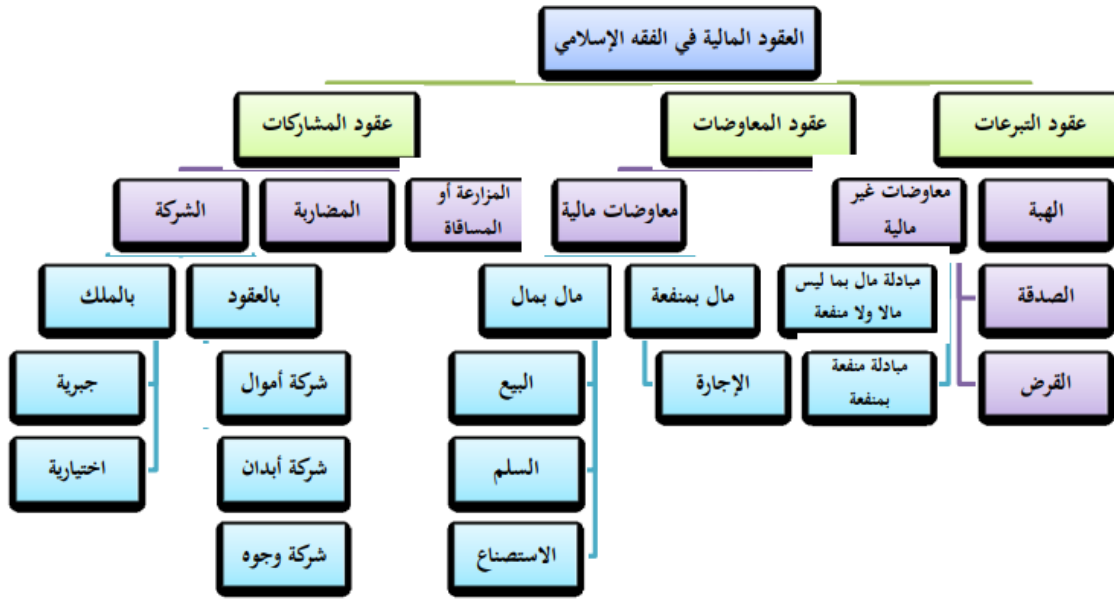 العقود المالية في الفقه الإسلامي
عقود التبرعات
عقود المعاوضات
عقود المشاركات
الهبة
معاوضات غير
مالية
معاوضات مالية
المزارعة أو
المساقاة
المضاربة
الشركة
الصدقة
مبادلة مال بما ليس
مالا ولا منفعة
مال بمنفعة
مال بمال
بالعقود
بالملك
القرض
مبادلة منفعة
بمنفعة
الإجارة
البيع
شركة أموال
جبرية
السلم
شركة أبدان
اختيارية
الاستصناع
شركة وجوه